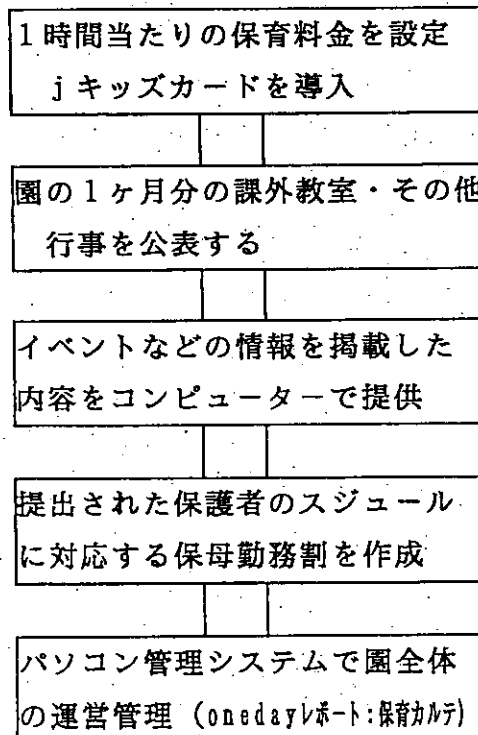 1時間当たりの保育料金を設定
jキッズカードを導入
園の1ヶ月分の課外教室・その他
行事を公表する
イベントなどの情報を掲載した
内容をコンピューターで提供
提出された保護者のスジュール
に対応する保母勤務割を作成
パソコン管理システムで園全体
の運営管理（onedayレポート:保育カルテ）